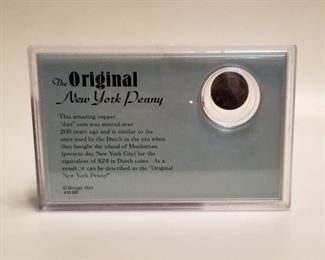 The Original
New York Penny
This amazing copper
"duit" coin was minted over
200 years ago and is similar to the
ones used by the Dutch in the era when
they bought the island of Manhattan
(present-day New York City) for the
equivalent of $24 in Dutch coins. As a
result, it can be described as the "Original
New York Penny!"
© Morgan Mint